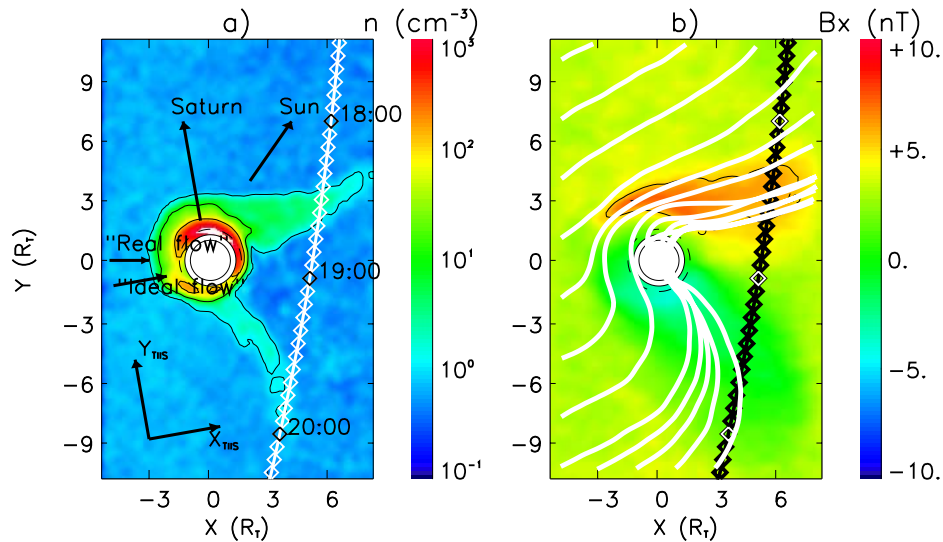 a)
n (cm⁻³)
b)
Bx (nT)
9
6
3
0
-3
-6
-9
Y (R_T)
Saturn
Sun
18:00
"Real flow"
"Ideal flow"
19:00
20:00
Y_TIIS
X_TIIS
-3 0 3 6
X (R_T)
10³
10²
10¹
10⁰
10⁻¹
9
6
3
0
-3
-6
-9
-3 0 3 6
X (R_T)
+10.
+5.
0.
-5.
-10.